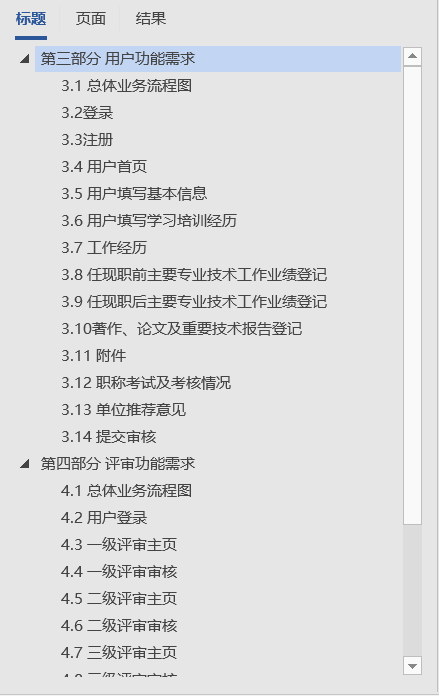 标题 页面 结果
第三部分 用户功能需求
3.1 总体业务流程图
3.2登录
3.3注册
3.4 用户首页
3.5 用户填写基本信息
3.6 用户填写学习培训经历
3.7 工作经历
3.8 任现职前主要专业技术工作业绩登记
3.9 任现职后主要专业技术工作业绩登记
3.10著作、论文及重要技术报告登记
3.11 附件
3.12 职称考试及考核情况
3.13 单位推荐意见
3.14 提交审核
第四部分 评审功能需求
4.1 总体业务流程图
4.2 用户登录
4.3 一级评审主页
4.4 一级评审审核
4.5 二级评审主页
4.6 二级评审审核
4.7 三级评审主页
4.8 三级评审审核